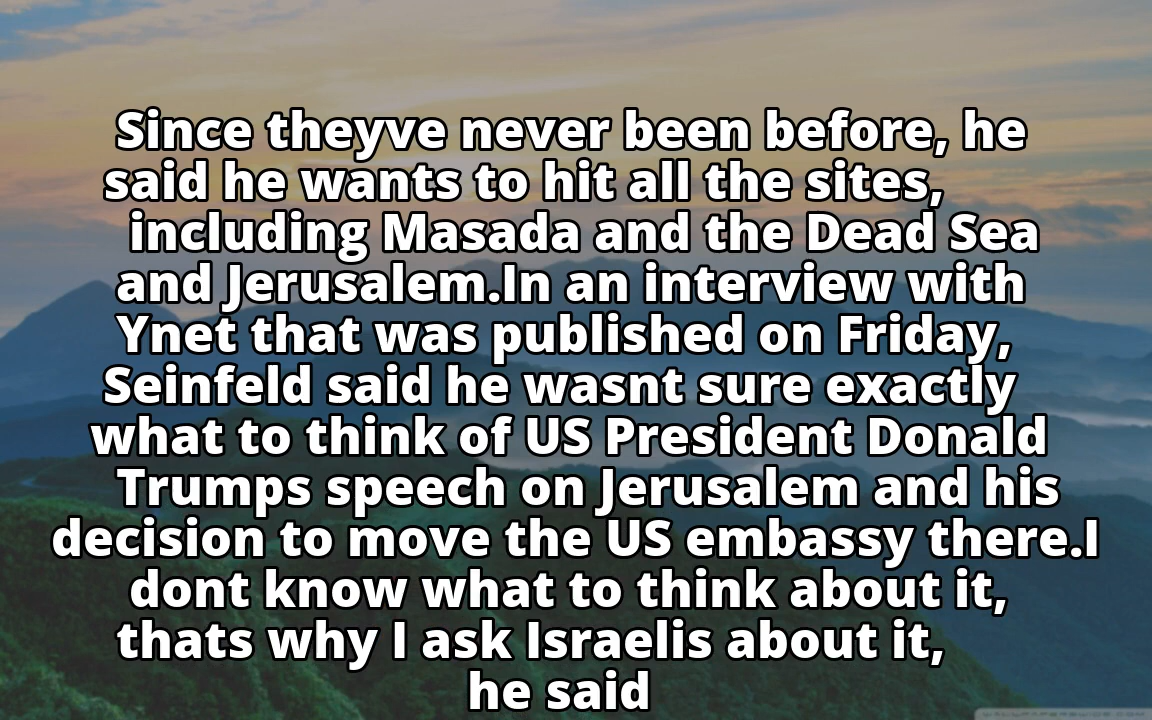 Since theyve never been before, he
said he wants to hit all the sites,
including Masada and the Dead Sea
and Jerusalem.In an interview with
Ynet that was published on Friday,
Seinfeld said he wasnt sure exactly
what to think of US President Donald
Trumps speech on Jerusalem and his
decision to move the US embassy there.I
dont know what to think about it,
thats why I ask Israelis about it,
he said